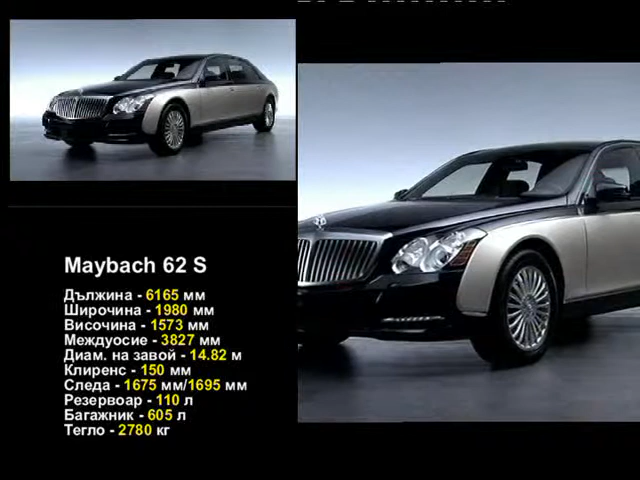 Maybach 62 S
Дължина - 6165 мм
Широчина - 1980 мм
Височина - 1573 мм
Междуосие - 3827 мм
Диам. на завой - 14.82 м
Клиренс - 150 мм
Следа - 1675 мм/1695 мм
Резервоар - 110 л
Багажник - 605 л
Тегло - 2780 кг